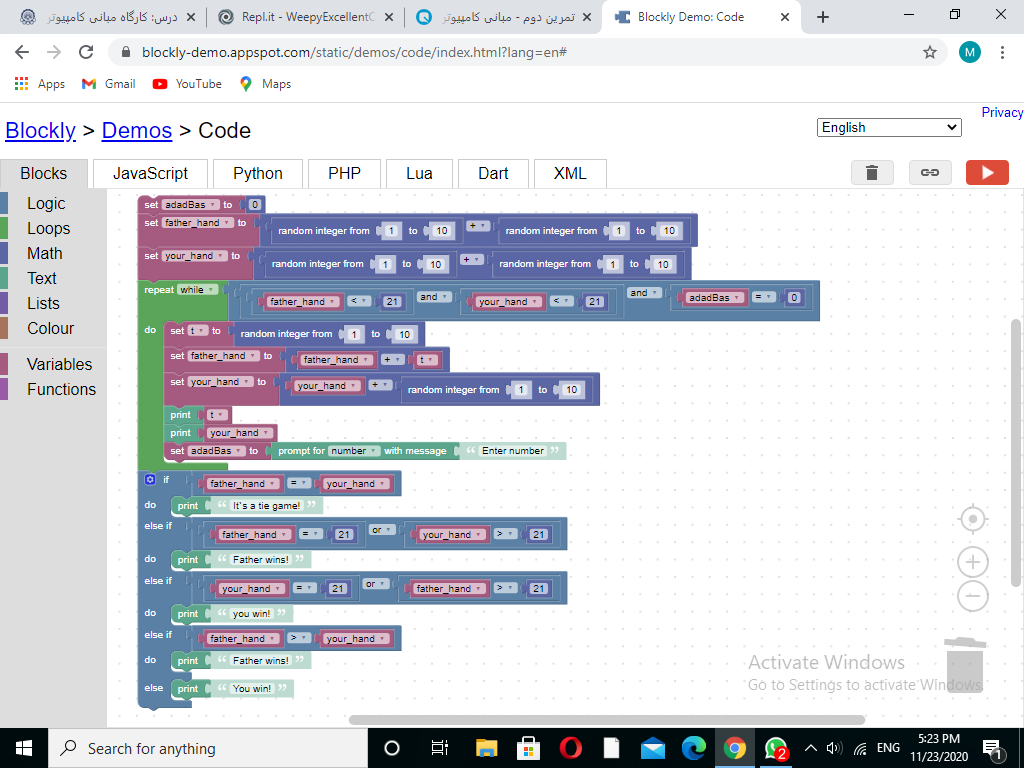 درس: کارگاه مبانی کامپیوتر
Repl.it - WeepyExcellentC
تمرین دوم - مبانی کامپیوتر
Blockly Demo: Code
blockly-demo.appspot.com/static/demos/code/index.html?lang=en#
M
Apps Gmail YouTube Maps
Privacy
Blockly > Demos > Code
English
Blocks JavaScript Python PHP Lua Dart XML
Logic
Loops
Math
Text
Lists
Colour
Variables
Functions
set adadBas to 0
set father_hand to random integer from 1 to 10 + random integer from 1 to 10
set your_hand to random integer from 1 to 10 + random integer from 1 to 10
repeat while father_hand < 21 and your_hand < 21 and adadBas = 0
do set t to random integer from 1 to 10
set father_hand to father_hand + t
set your_hand to your_hand + random integer from 1 to 10
print t
print your_hand
set adadBas to prompt for number with message “ Enter number ”
if father_hand = your_hand
do print “ It's a tie game! ”
else if father_hand = 21 or your_hand > 21
do print “ Father wins! ”
else if your_hand = 21 or father_hand > 21
do print “ you win! ”
else if father_hand > your_hand
do print “ Father wins! ”
else print “ You win! ”
Activate Windows
Go to Settings to activate Windows.
Search for anything
2
ENG
5:23 PM
11/23/2020
1